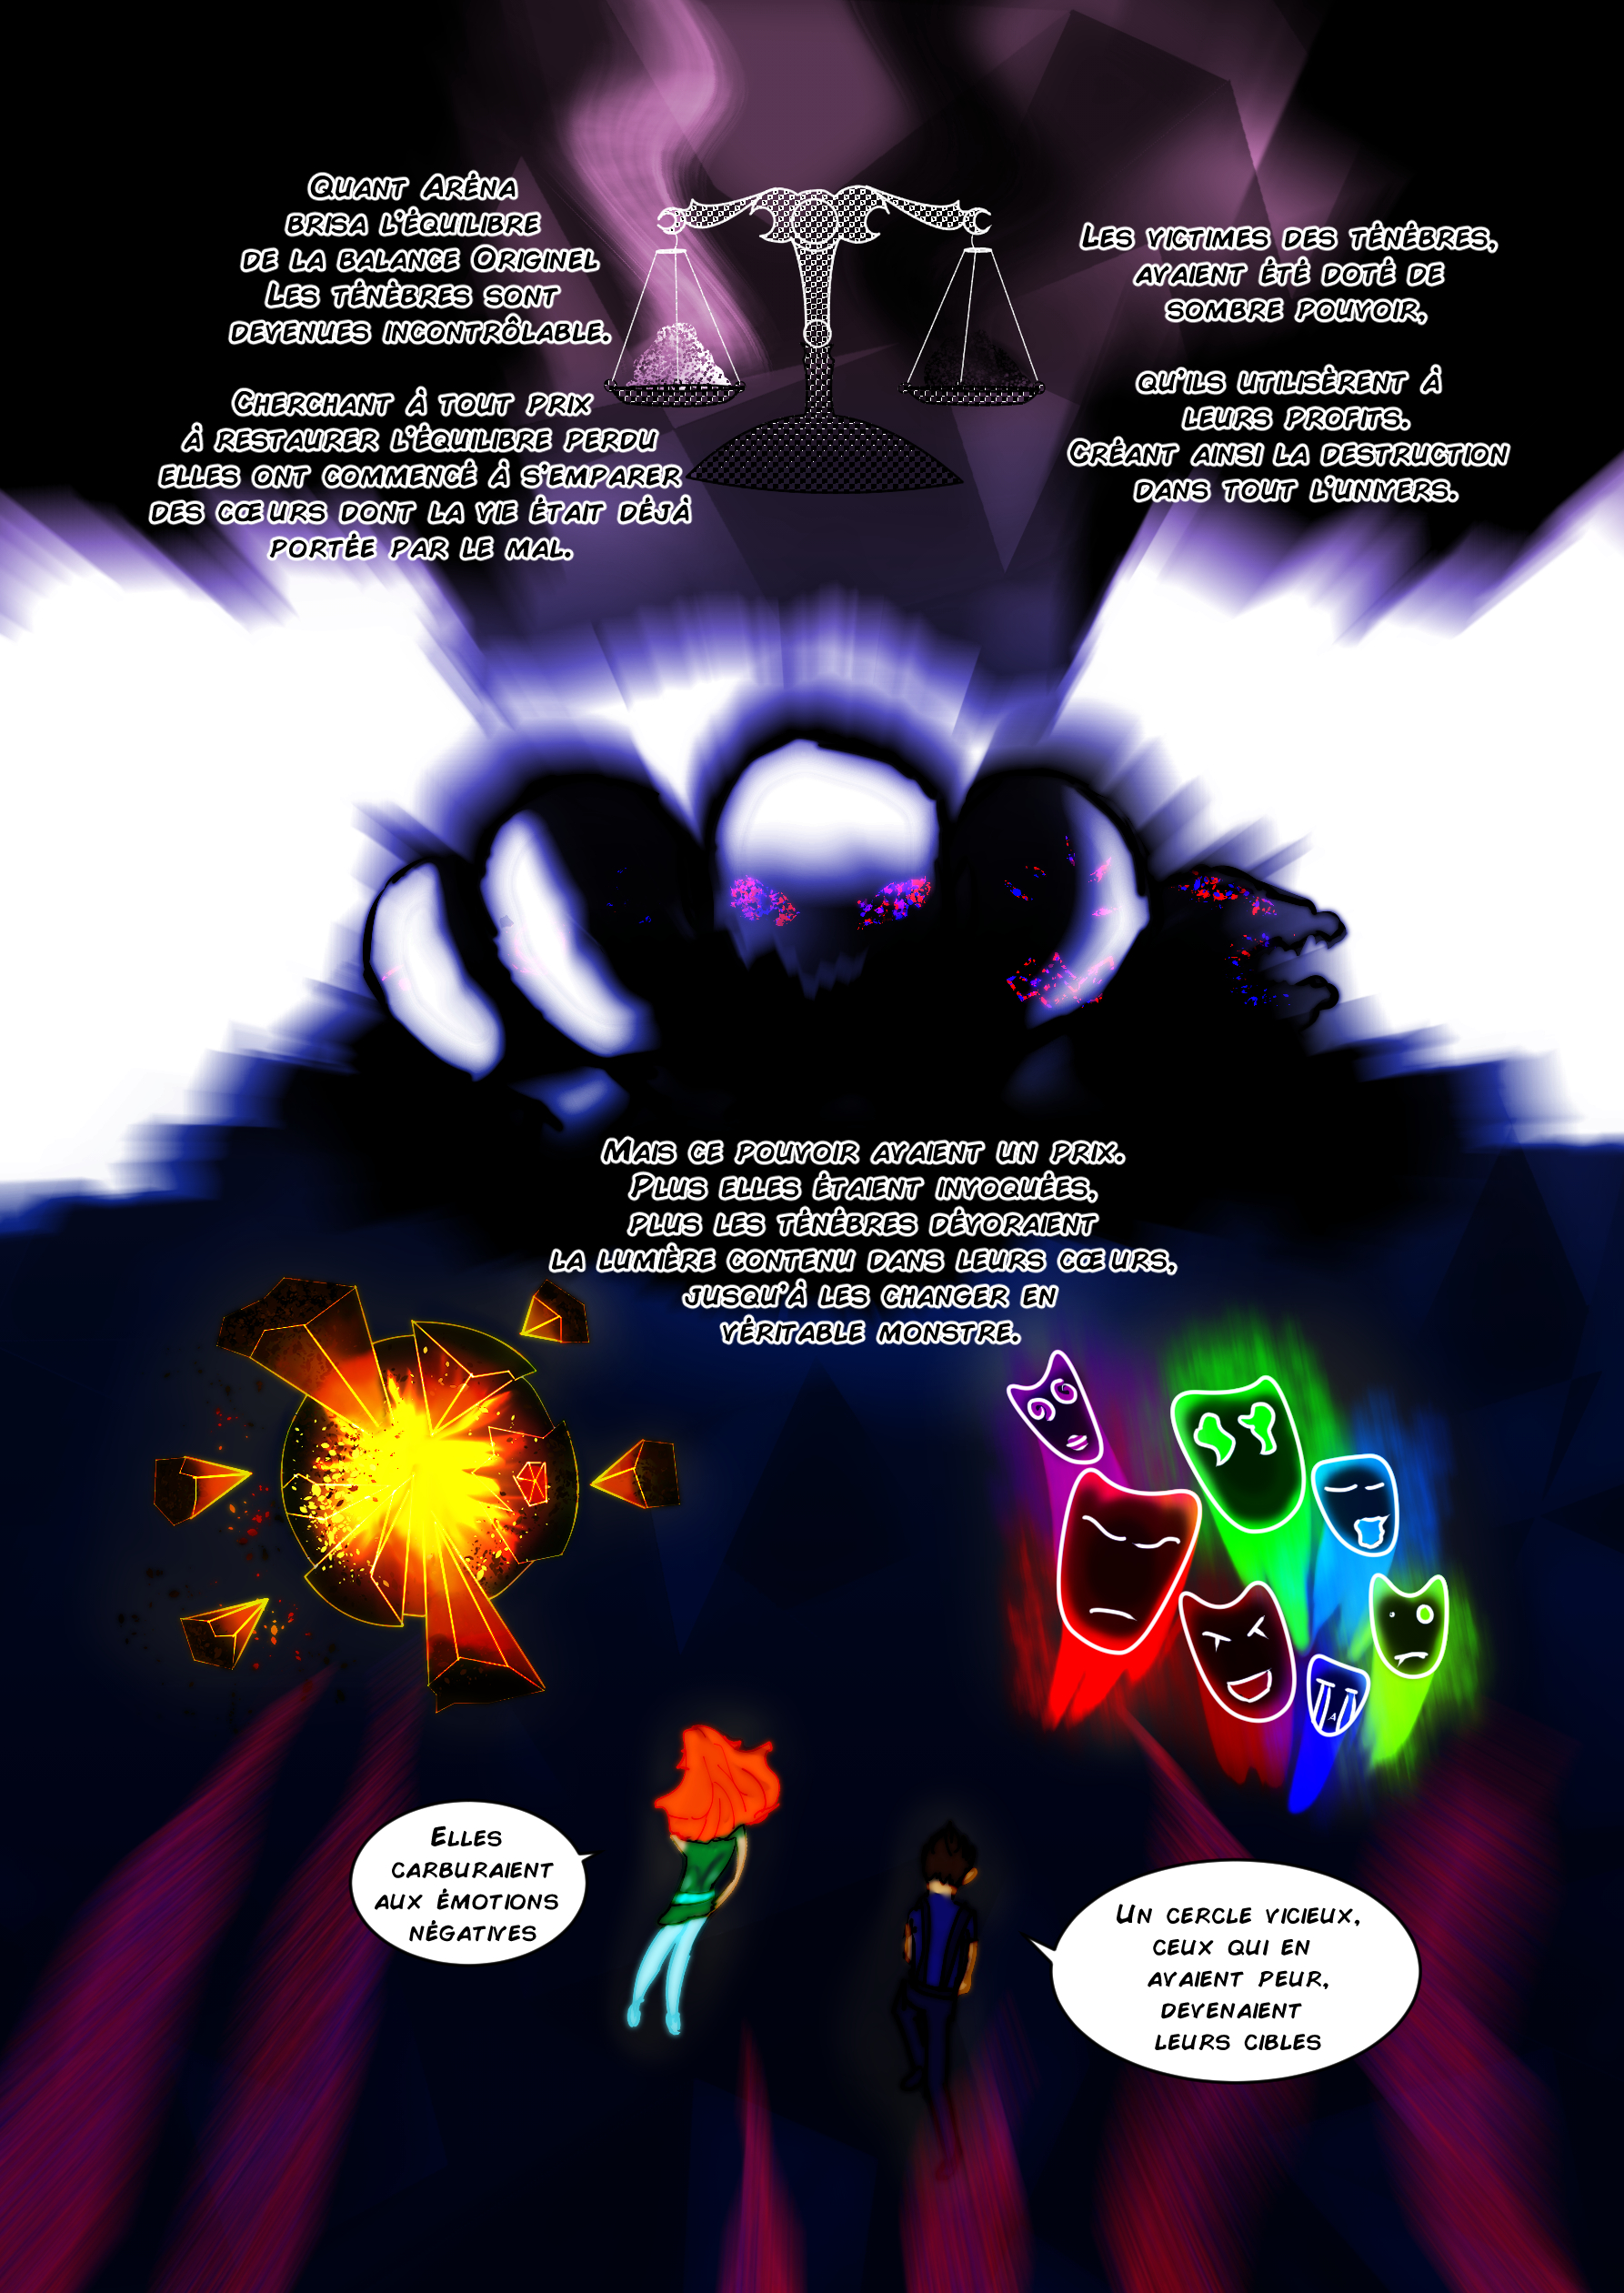 Quant Aréna
brisa l'équilibre
de la balance Originel
Les ténèbres sont
devenues incontrôlable.
Cherchant à tout prix
à restaurer l'équilibre perdu
elles ont commencé à s'emparer
des cœurs dont la vie était déjà
portée par le mal.
Les victimes des ténèbres,
avaient été doté de
sombre pouvoir,
qu'ils utilisèrent à
leurs profits.
Créant ainsi la destruction
dans tout l'univers.
Mais ce pouvoir avaient un prix.
Plus elles étaient invoquées,
plus les ténèbres dévoraient
la lumière contenu dans leurs cœurs,
jusqu'à les changer en
véritable monstre.
Elles
carburaient
aux émotions
négatives
Un cercle vicieux,
ceux qui en
avaient peur,
devenaient
leurs cibles